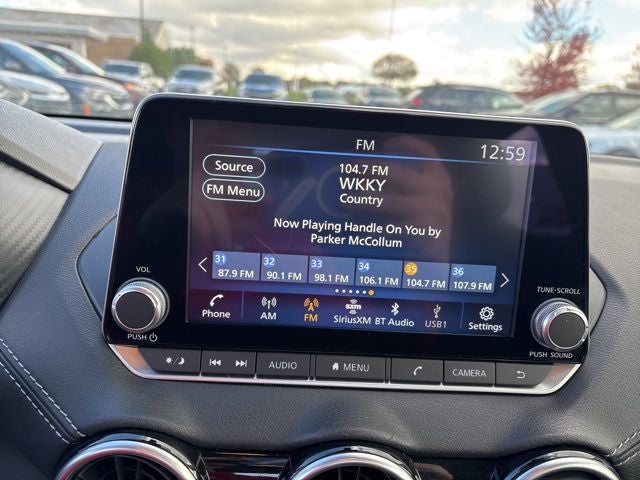 FM
12:59
Source
FM Menu
104.7 FM
WKKY
Country
Now Playing Handle On You by
Parker McCollum
31 32 33 34 35 36
87.9 FM 90.1 FM 98.1 FM 106.1 FM 104.7 FM 107.9 FM
Phone AM FM sxm SiriusXM BT Audio USB1 Settings
VOL
PUSH
TUNE·SCROLL
PUSH SOUND
AUDIO MENU CAMERA